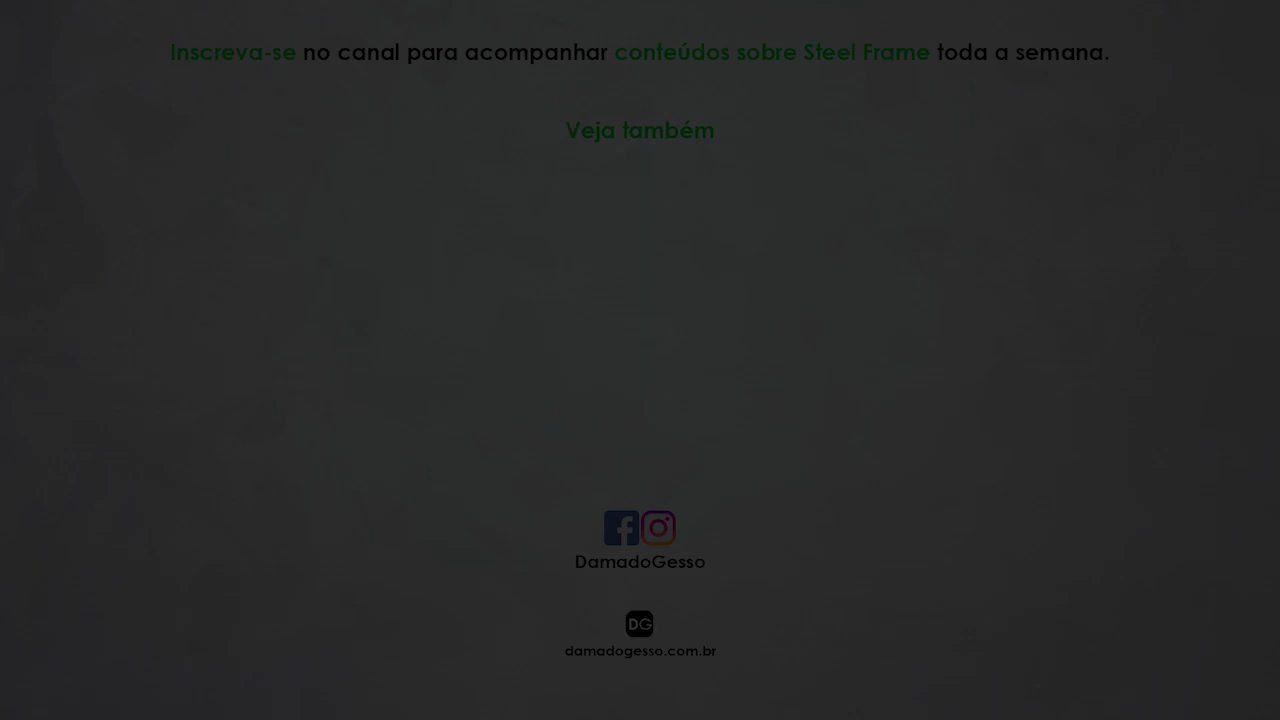 Inscreva-se no canal para acompanhar conteúdos sobre Steel Frame toda a semana.
Veja também
DamadoGesso
DG
damadogesso.com.br